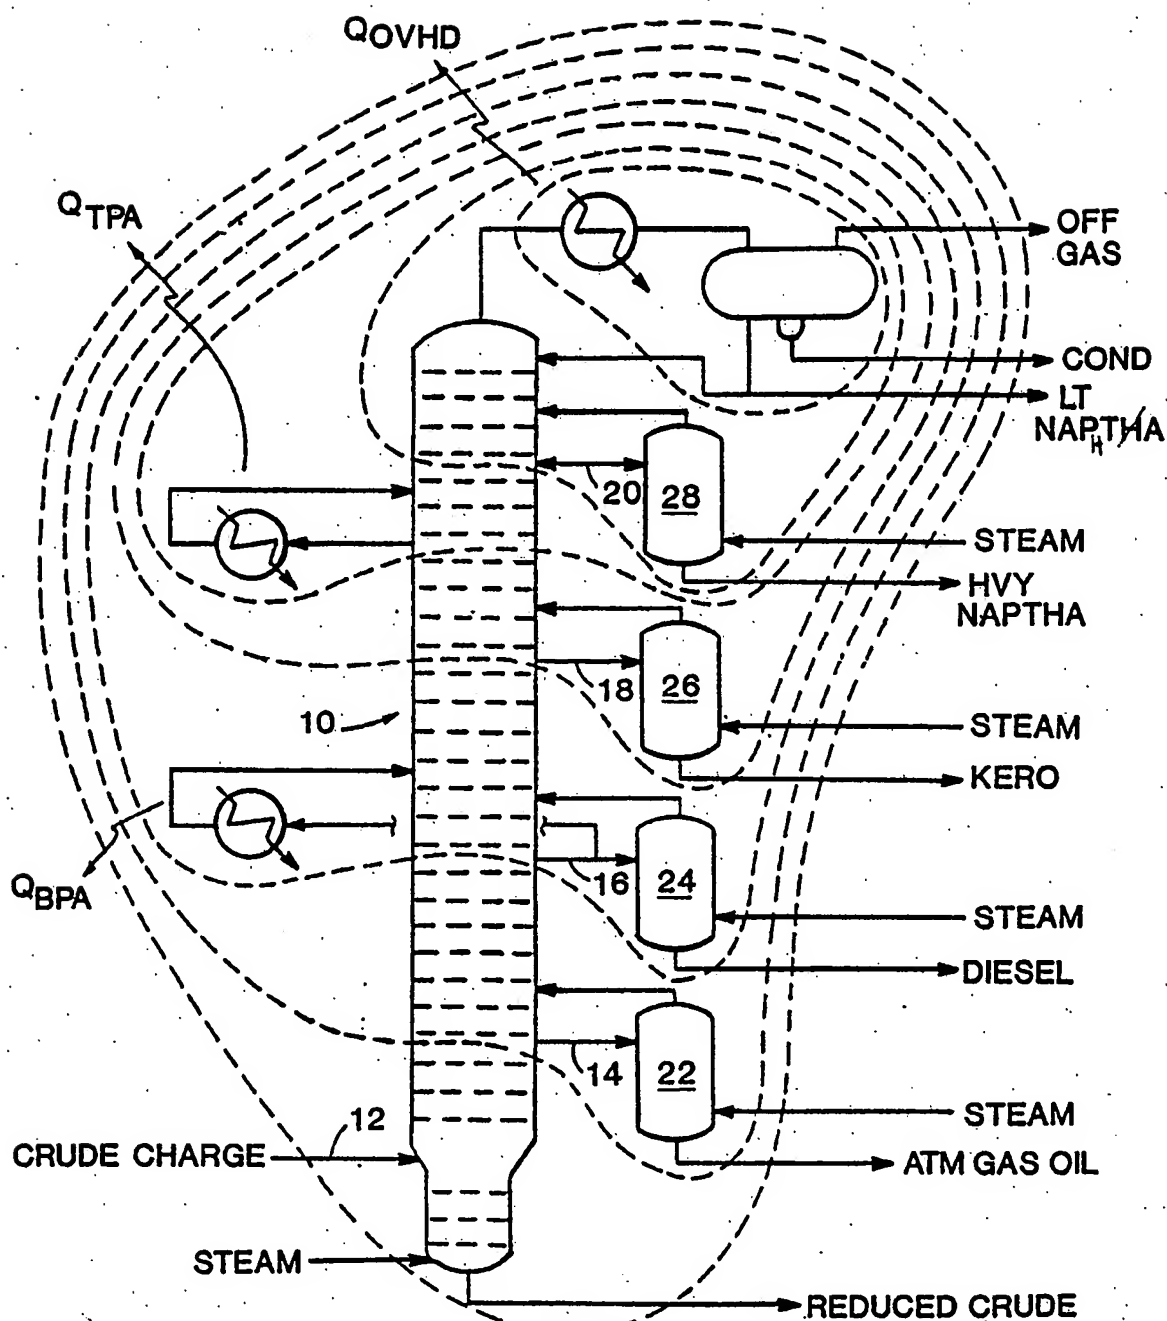 QOVHD
QTPA
OFF
GAS
COND
LT
NAPHTHA
20
28
STEAM
HVY
NAPTHA
18
26
10
STEAM
KERO
16
24
QBPA
STEAM
DIESEL
14
22
12
STEAM
CRUDE CHARGE
ATM GAS OIL
STEAM
REDUCED CRUDE